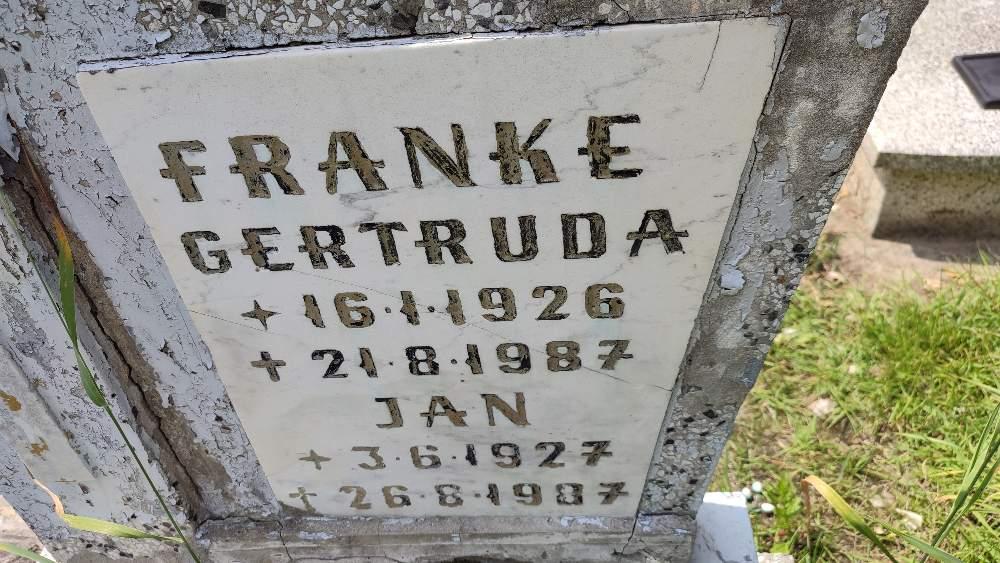 FRANKE
GERTRUDA
✦ 16·1·1926
✝ 21·8·1987
JAN
✦ 3·6·1927
✝ 26·8·1987